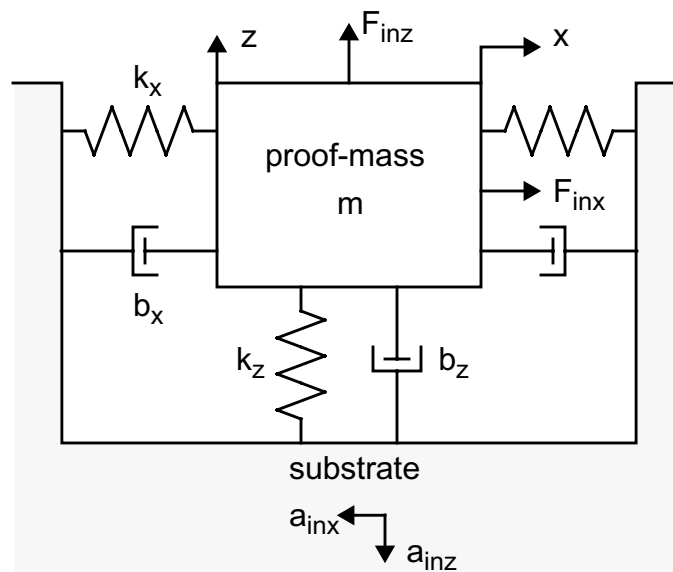 z
F_inz
x
k_x
proof-mass
m
F_inx
b_x
k_z
b_z
substrate
a_inx
a_inz